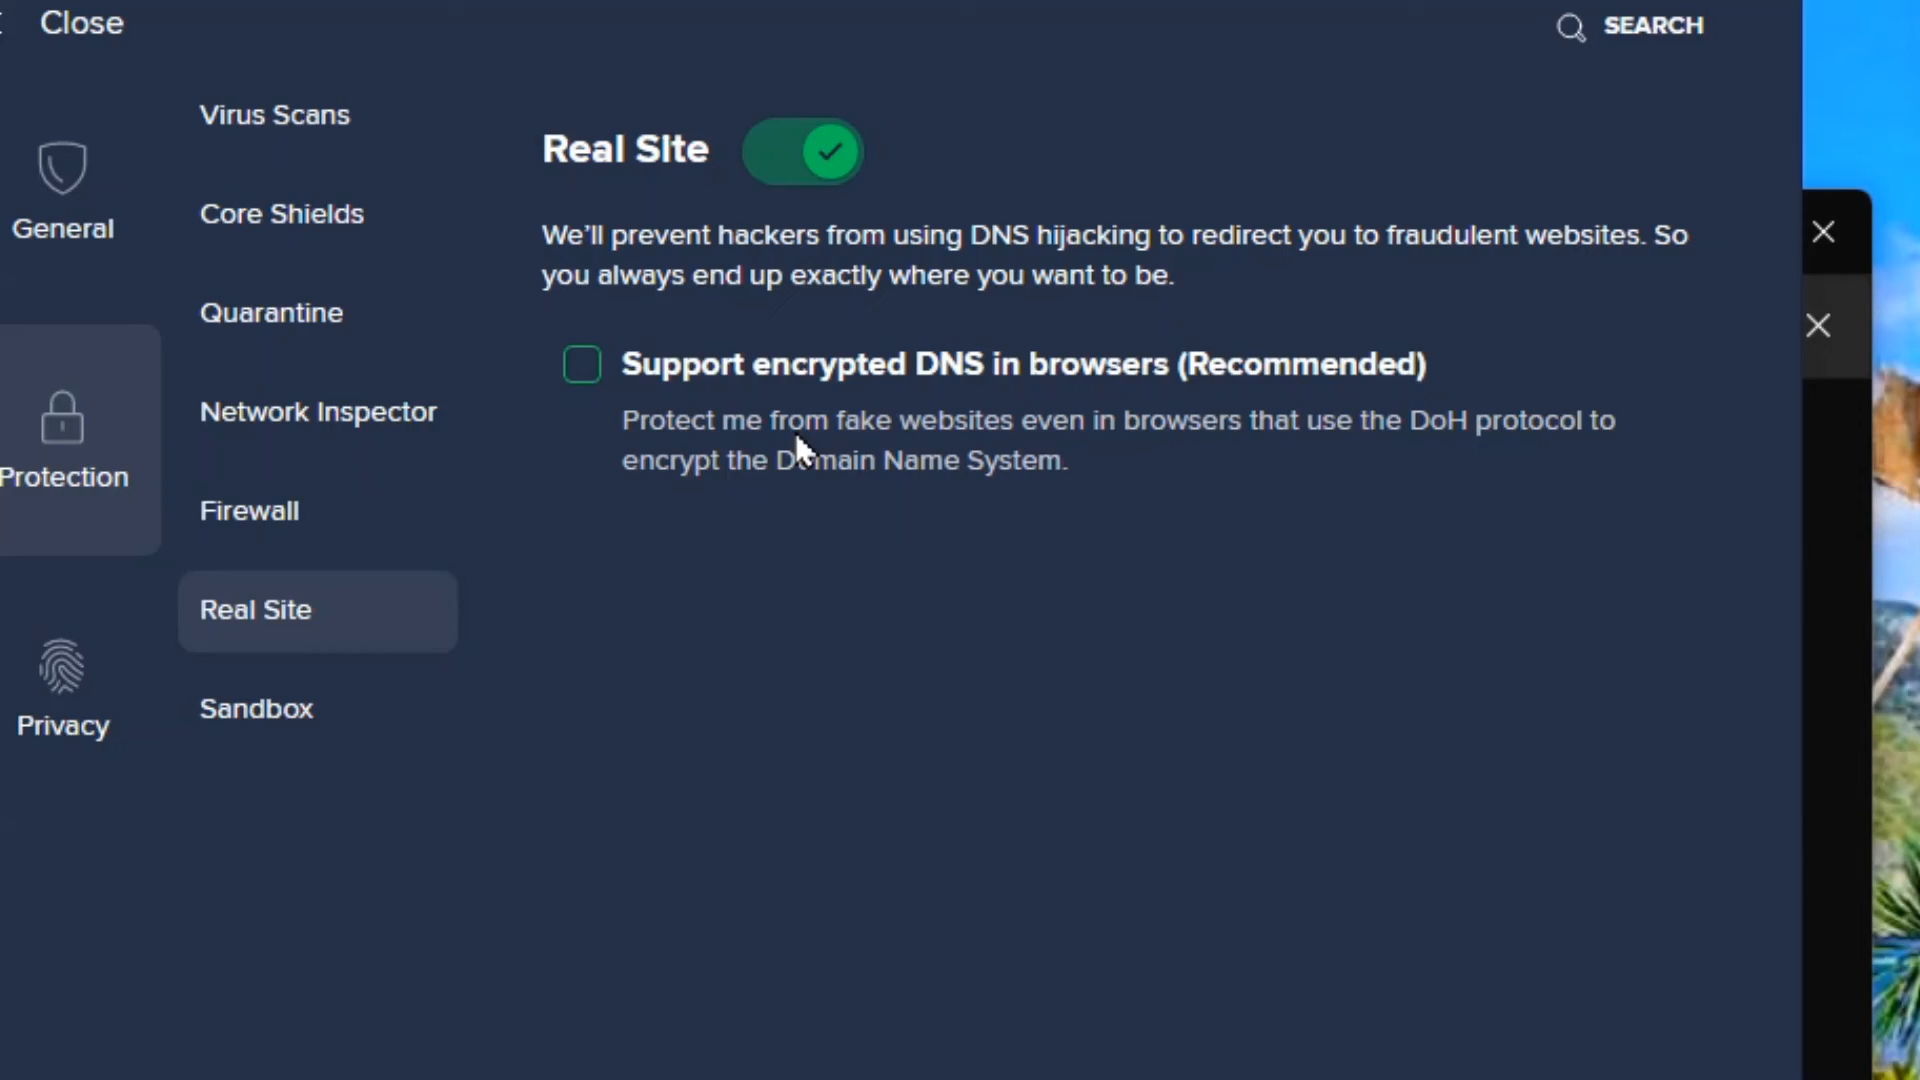 Close
SEARCH
General
Protection
Privacy
Virus Scans
Core Shields
Quarantine
Network Inspector
Firewall
Real Site
Sandbox
Real Site
We'll prevent hackers from using DNS hijacking to redirect you to fraudulent websites. So
you always end up exactly where you want to be.
Support encrypted DNS in browsers (Recommended)
Protect me from fake websites even in browsers that use the DoH protocol to
encrypt the Domain Name System.